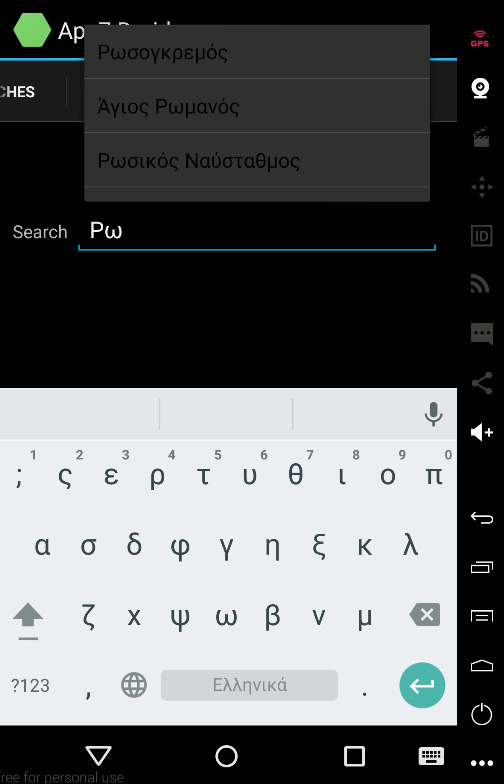 Ρωσογκρεμός
Άγιος Ρωμανός
Ρωσικός Ναύσταθμος
CHES
Search Ρω
GPS
ID
1 2 3 4 5 6 7 8 9 0
; ς ε ρ τ υ θ ι ο π
α σ δ φ γ η ξ κ λ
ζ χ ψ ω β ν μ
?123 , Ελληνικά .
free for personal use